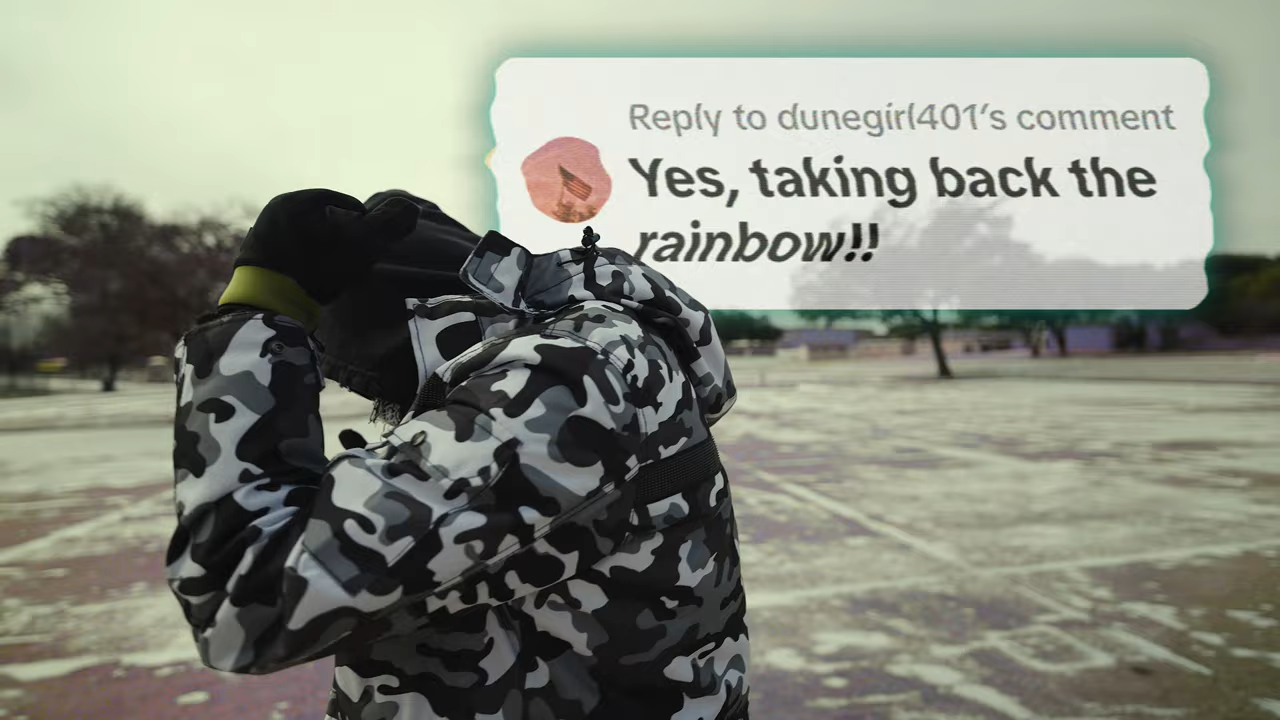 Reply to dunegirl401's comment
Yes, taking back the
rainbow!!